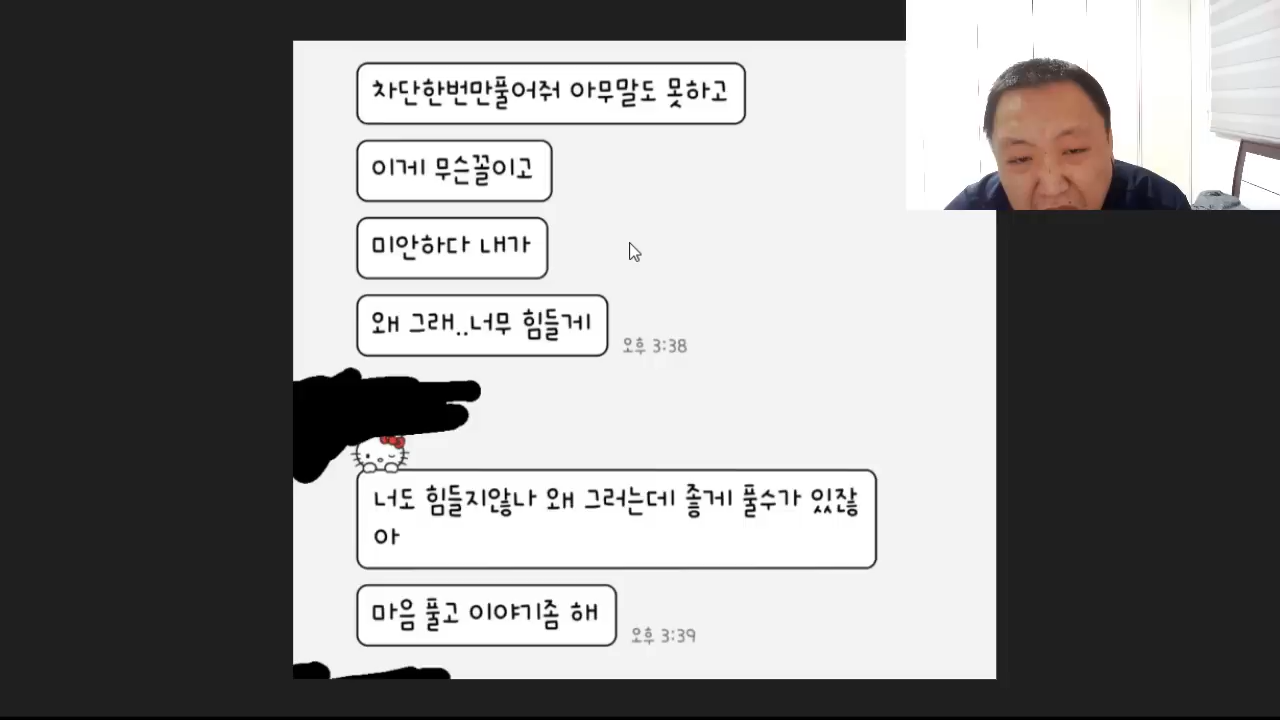 차단한번만풀어줘 아무말도 못하고
이게 무슨꼴이고
미안하다 내가
왜 그래..너무 힘들게
오후 3:38
너도 힘들지않나 왜 그러는데 좋게 풀수가 있잖
아
마음 풀고 이야기좀 해
오후 3:39